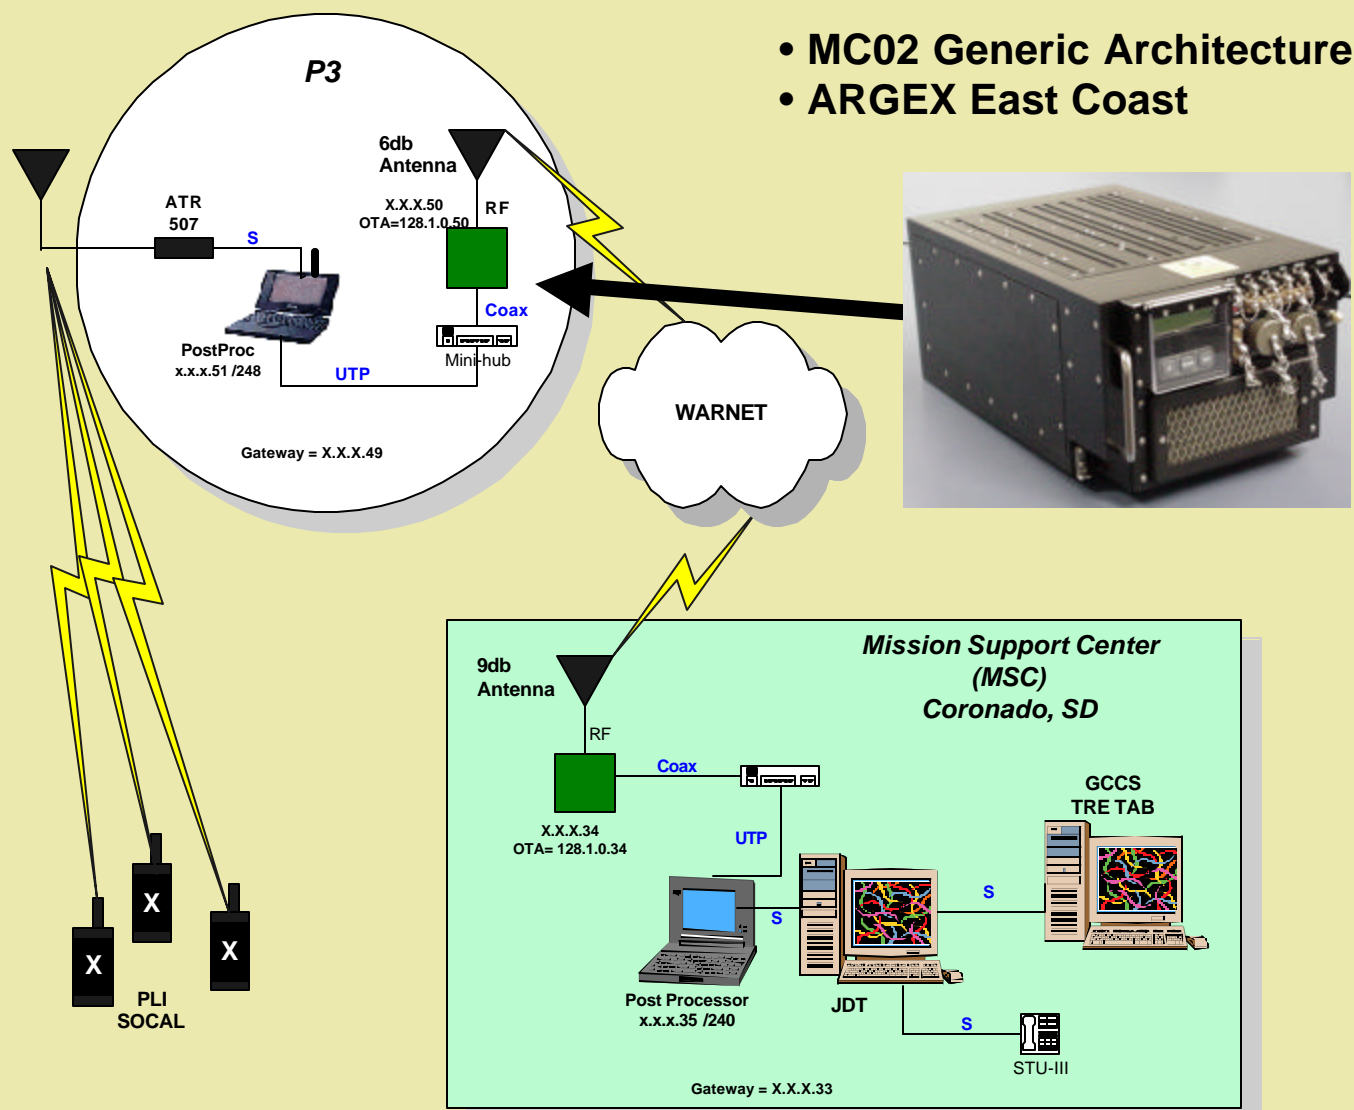 • MC02 Generic Architecture
• ARGEX East Coast
P3
6db
Antenna
ATR
507
S
X.X.X.50
OTA=128.1.0.50
RF
Coax
PostProc
x.x.x.51 /248
UTP
Mini-hub
Gateway = X.X.X.49
WARNET
Mission Support Center
(MSC)
Coronado, SD
9db
Antenna
RF
Coax
X.X.X.34
OTA= 128.1.0.34
UTP
GCCS
TRE TAB
S
S
Post Processor
x.x.x.35 /240
JDT
S
STU-III
Gateway = X.X.X.33
X
X
X
PLI
SOCAL